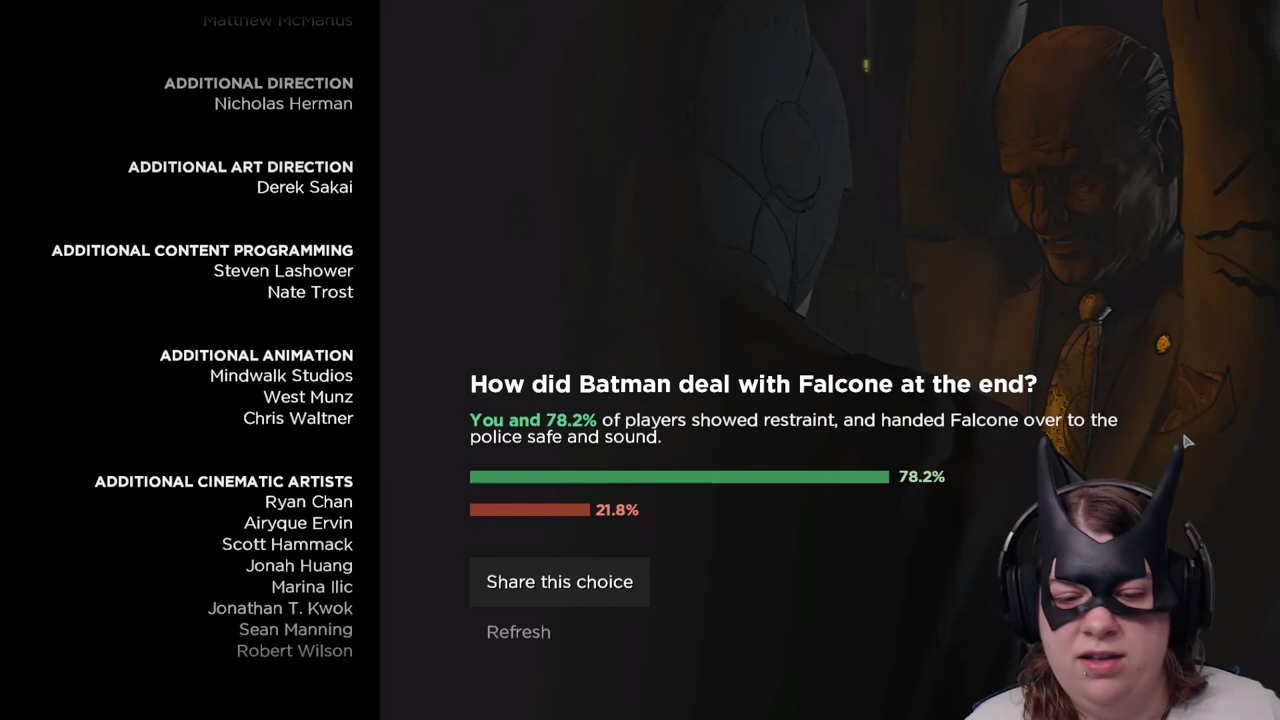 Matthew McManus
ADDITIONAL DIRECTION
Nicholas Herman
ADDITIONAL ART DIRECTION
Derek Sakai
ADDITIONAL CONTENT PROGRAMMING
Steven Lashower
Nate Trost
ADDITIONAL ANIMATION
Mindwalk Studios
West Munz
Chris Waltner
ADDITIONAL CINEMATIC ARTISTS
Ryan Chan
Airyque Ervin
Scott Hammack
Jonah Huang
Marina Ilic
Jonathan T. Kwok
Sean Manning
Robert Wilson
How did Batman deal with Falcone at the end?
You and 78.2% of players showed restraint, and handed Falcone over to the
police safe and sound.
78.2%
21.8%
Share this choice
Refresh